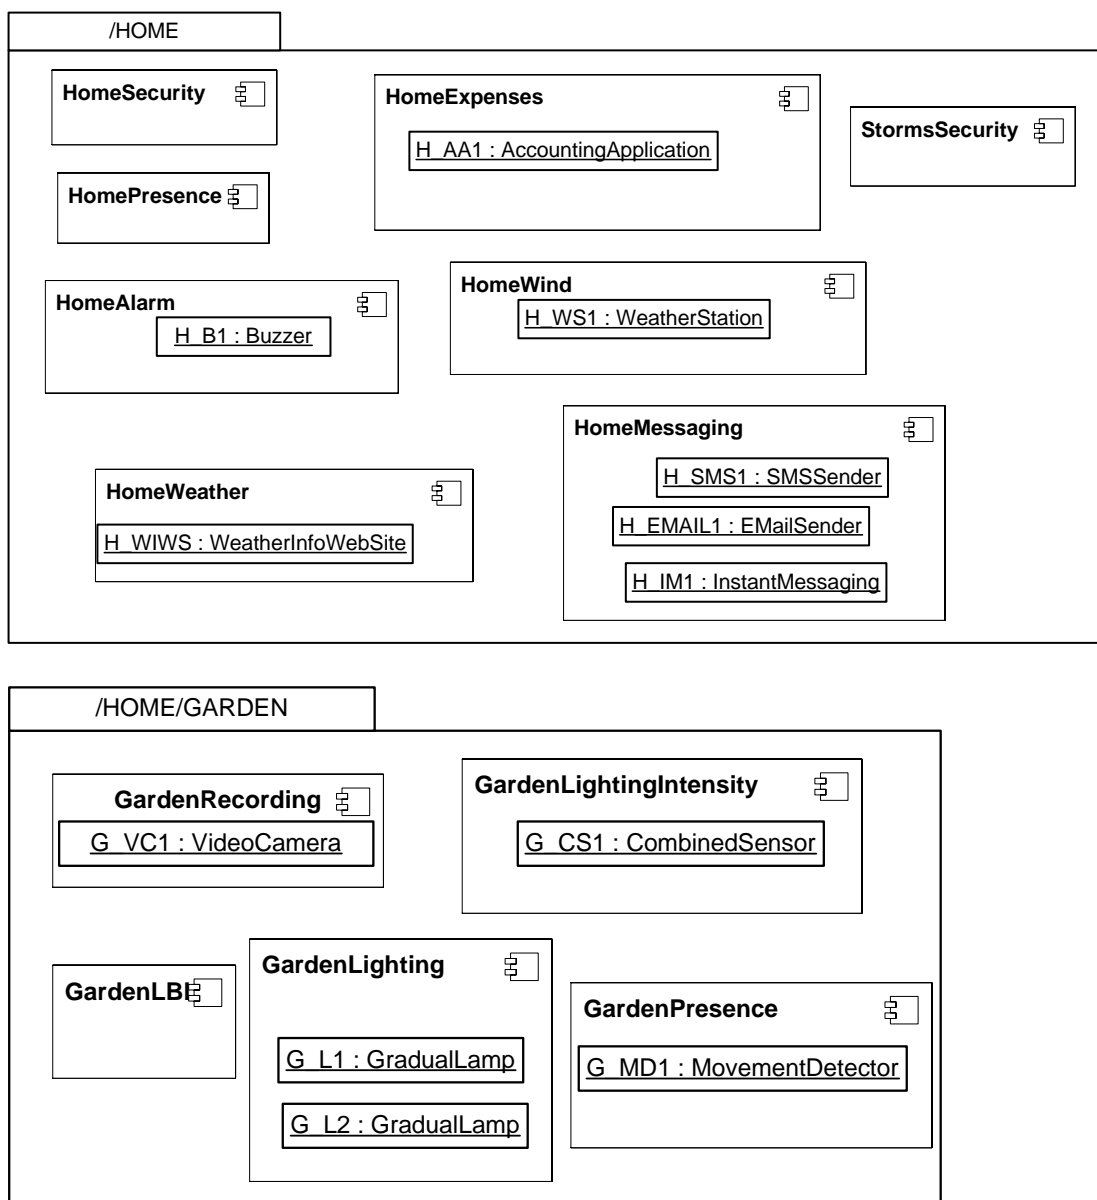 /HOME
HomeSecurity
HomeExpenses
H_AA1 : AccountingApplication
StormsSecurity
HomePresence
HomeAlarm
H_B1 : Buzzer
HomeWind
H_WS1 : WeatherStation
HomeMessaging
H_SMS1 : SMSSender
H_EMAIL1 : EMailSender
H_IM1 : InstantMessaging
HomeWeather
H_WIWS : WeatherInfoWebSite
/HOME/GARDEN
GardenRecording
G_VC1 : VideoCamera
GardenLightingIntensity
G_CS1 : CombinedSensor
GardenLBI
GardenLighting
G_L1 : GradualLamp
G_L2 : GradualLamp
GardenPresence
G_MD1 : MovementDetector